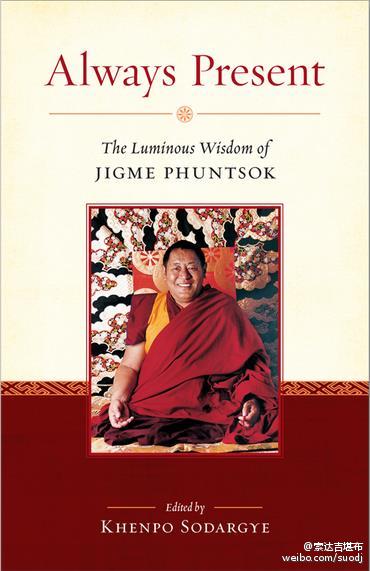 Always Present
The Luminous Wisdom of
JIGME PHUNTSOK
Edited by
KHENPO SODARGYE
@索达吉堪布
weibo.com/suodj